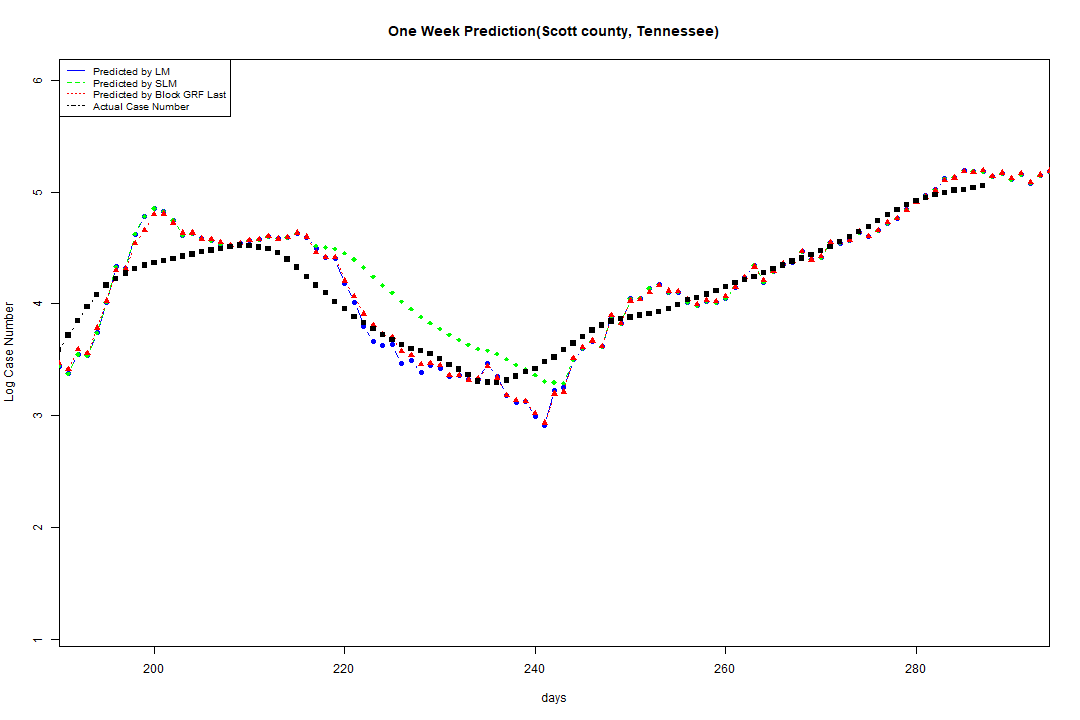 One Week Prediction(Scott county, Tennessee)
Predicted by LM
Predicted by SLM
Predicted by Block GRF Last
Actual Case Number
6
5
4
3
2
1
Log Case Number
200 220 240 260 280
days